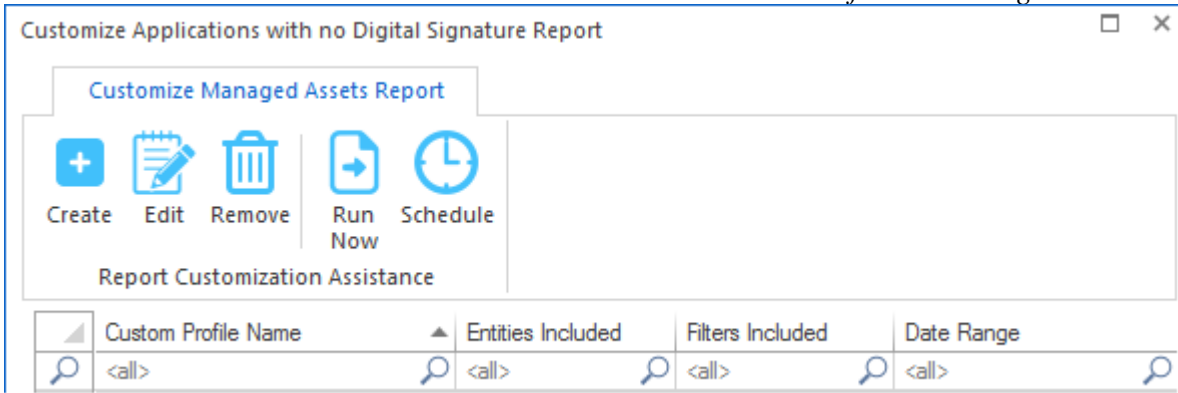 Customize Applications with no Digital Signature Report
Customize Managed Assets Report
Create Edit Remove Run Now Schedule
Report Customization Assistance
Custom Profile Name Entities Included Filters Included Date Range
<all> <all> <all> <all>